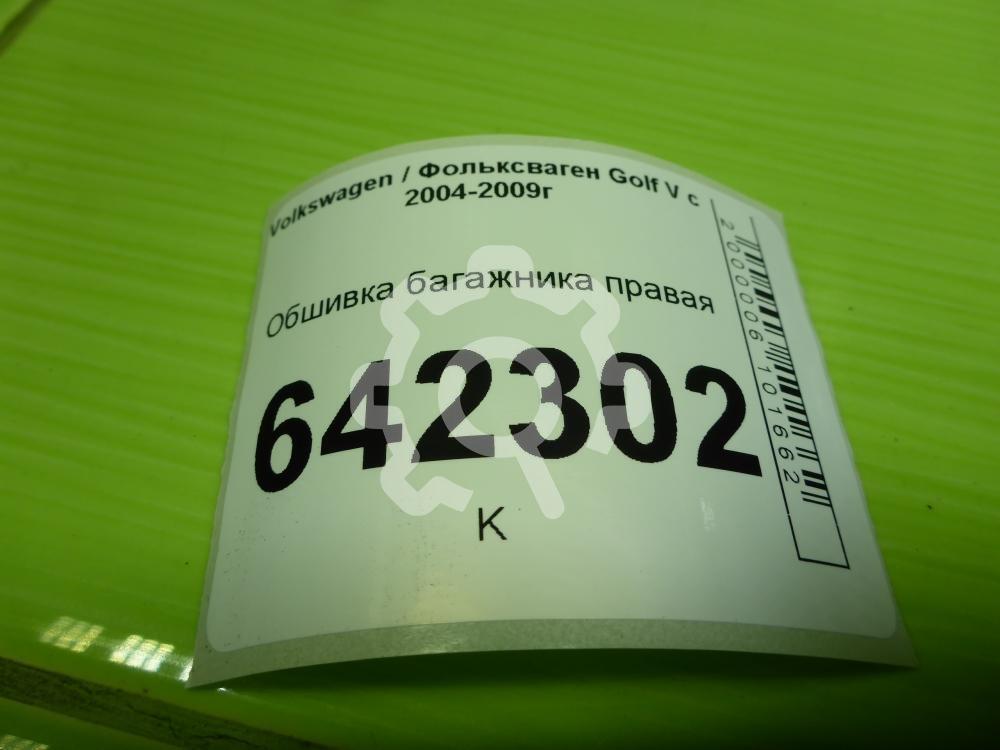 Volkswagen / Фольксваген Golf V с
2004-2009г
Обшивка багажника правая
642302
К
2000006101662